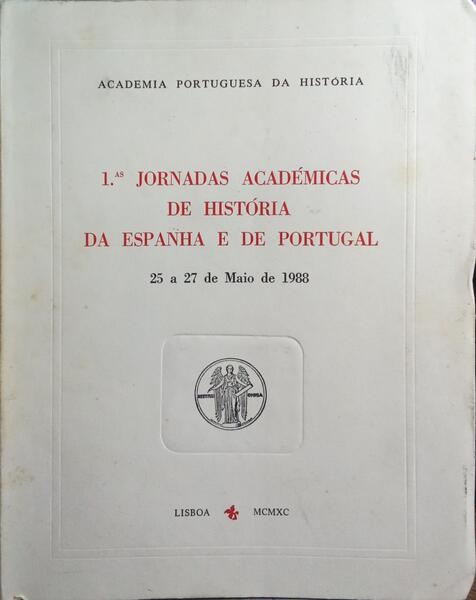 ACADEMIA PORTUGUESA DA HISTÓRIA
1.AS JORNADAS ACADÉMICAS
DE HISTÓRIA
DA ESPANHA E DE PORTUGAL
25 a 27 de Maio de 1988
LISBOA MCMXC